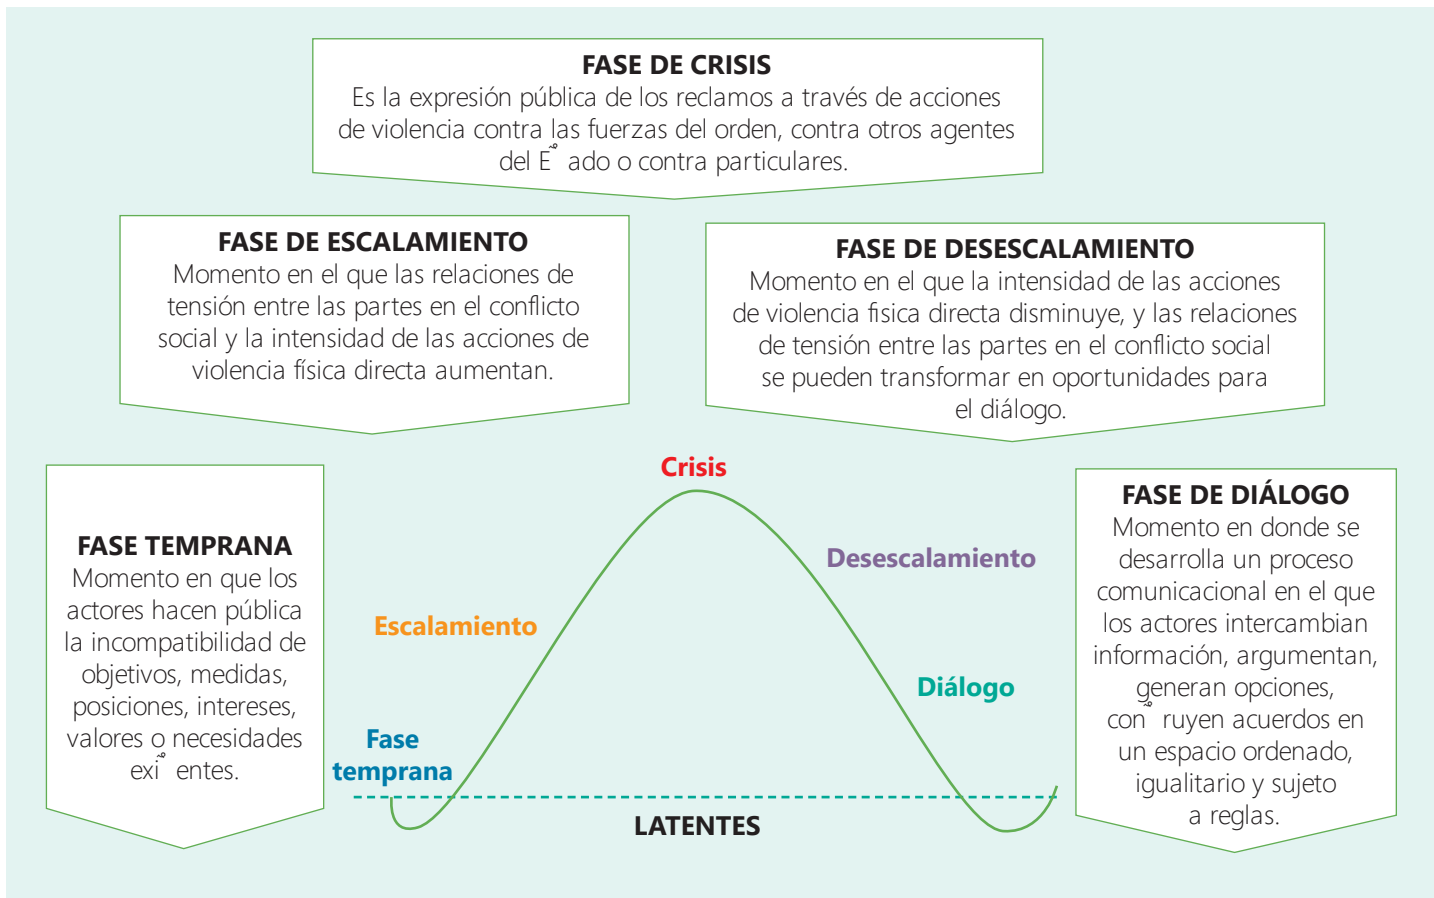 FASE DE CRISIS
Es la expresión pública de los reclamos a través de acciones
de violencia contra las fuerzas del orden, contra otros agentes
del E ado o contra particulares.
FASE DE ESCALAMIENTO
Momento en el que las relaciones de
tensión entre las partes en el conflicto
social y la intensidad de las acciones de
violencia física directa aumentan.
FASE DE DESESCALAMIENTO
Momento en el que la intensidad de las acciones
de violencia fisica directa disminuye, y las relaciones
de tensión entre las partes en el conflicto social
se pueden transformar en oportunidades para
el diálogo.
FASE TEMPRANA
Momento en que los
actores hacen pública
la incompatibilidad de
objetivos, medidas,
posiciones, intereses,
valores o necesidades
exi entes.
Crisis
Desescalamiento
Escalamiento
Diálogo
Fase
temprana
LATENTES
FASE DE DIÁLOGO
Momento en donde se
desarrolla un proceso
comunicacional en el que
los actores intercambian
información, argumentan,
generan opciones,
con ruyen acuerdos en
un espacio ordenado,
igualitario y sujeto
a reglas.